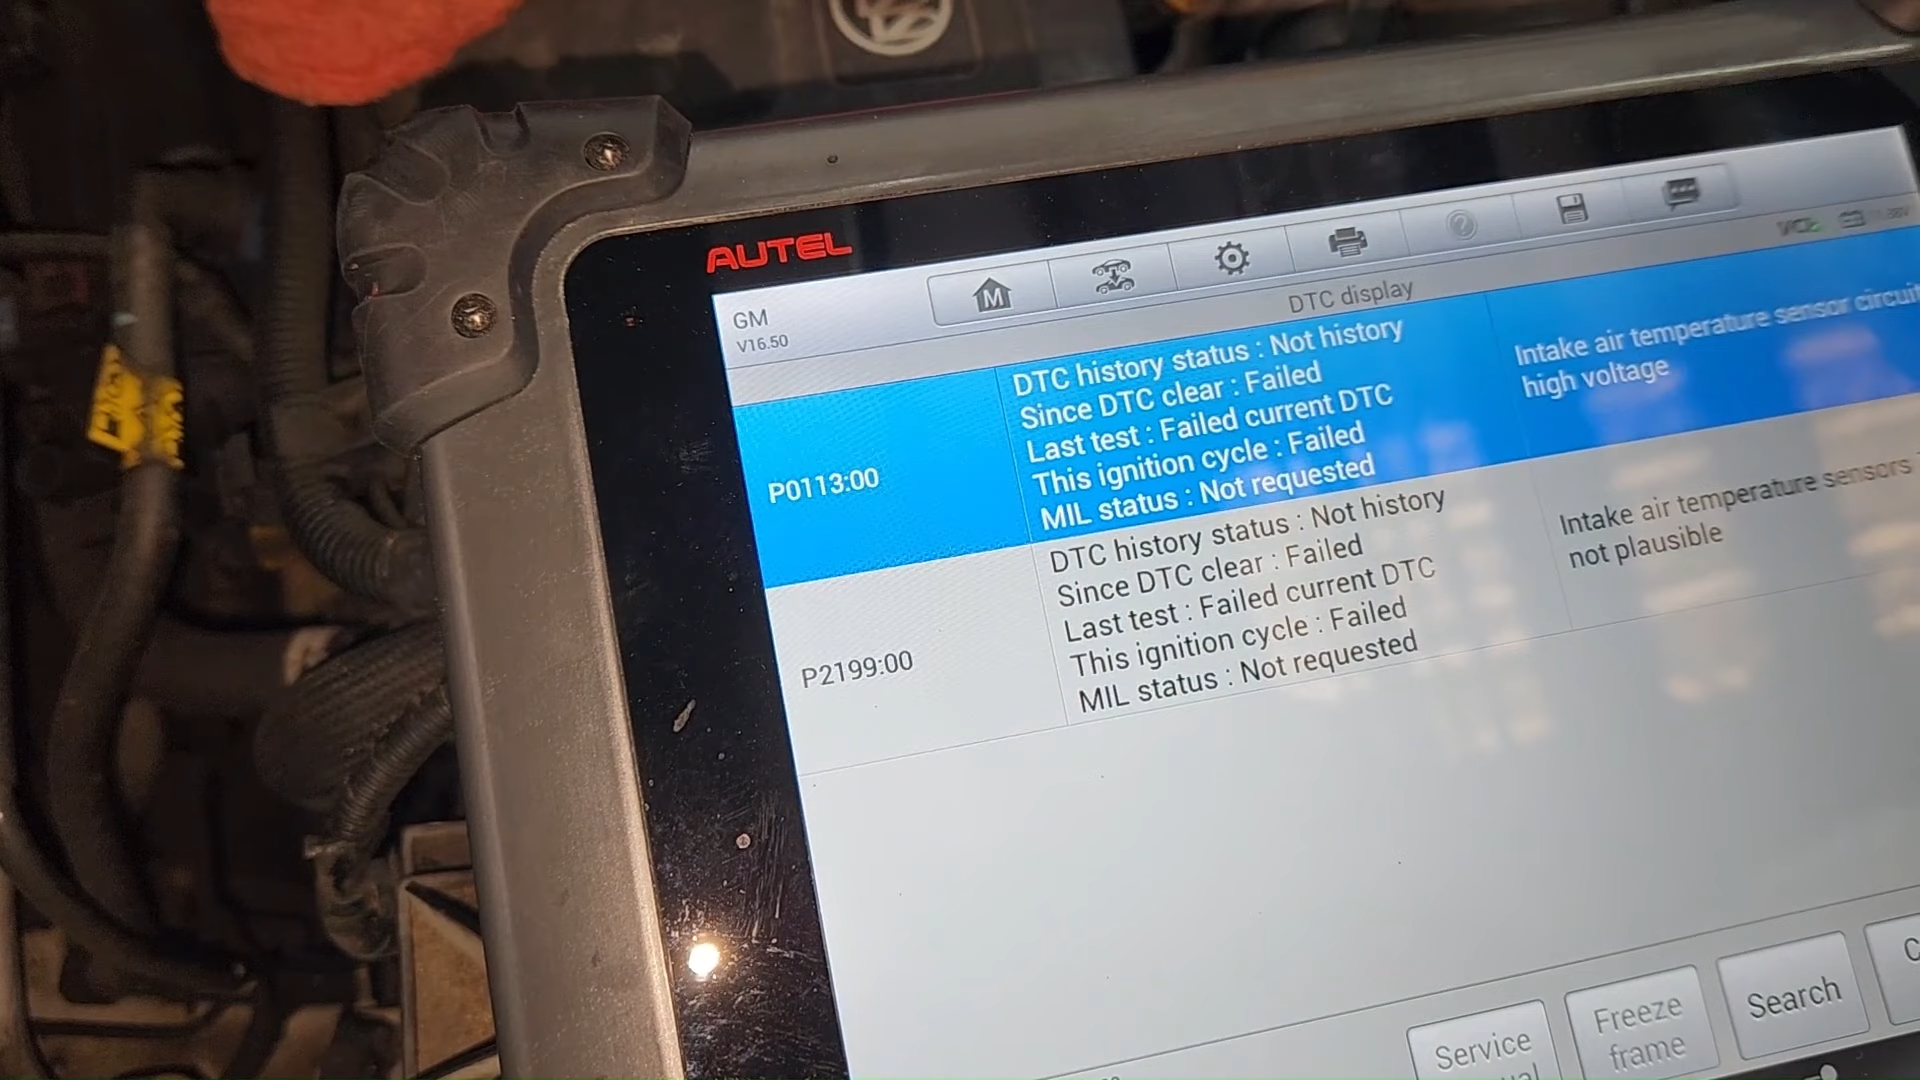 AUTEL
GM
V16.50
M
VCI
DTC display
P0113:00
DTC history status : Not history
Since DTC clear : Failed
Last test : Failed current DTC
This ignition cycle : Failed
MIL status : Not requested
Intake air temperature sensor circuit
high voltage
P2199:00
DTC history status : Not history
Since DTC clear : Failed
Last test : Failed current DTC
This ignition cycle : Failed
MIL status : Not requested
Intake air temperature sensors
not plausible
Service
Freeze
frame
Search